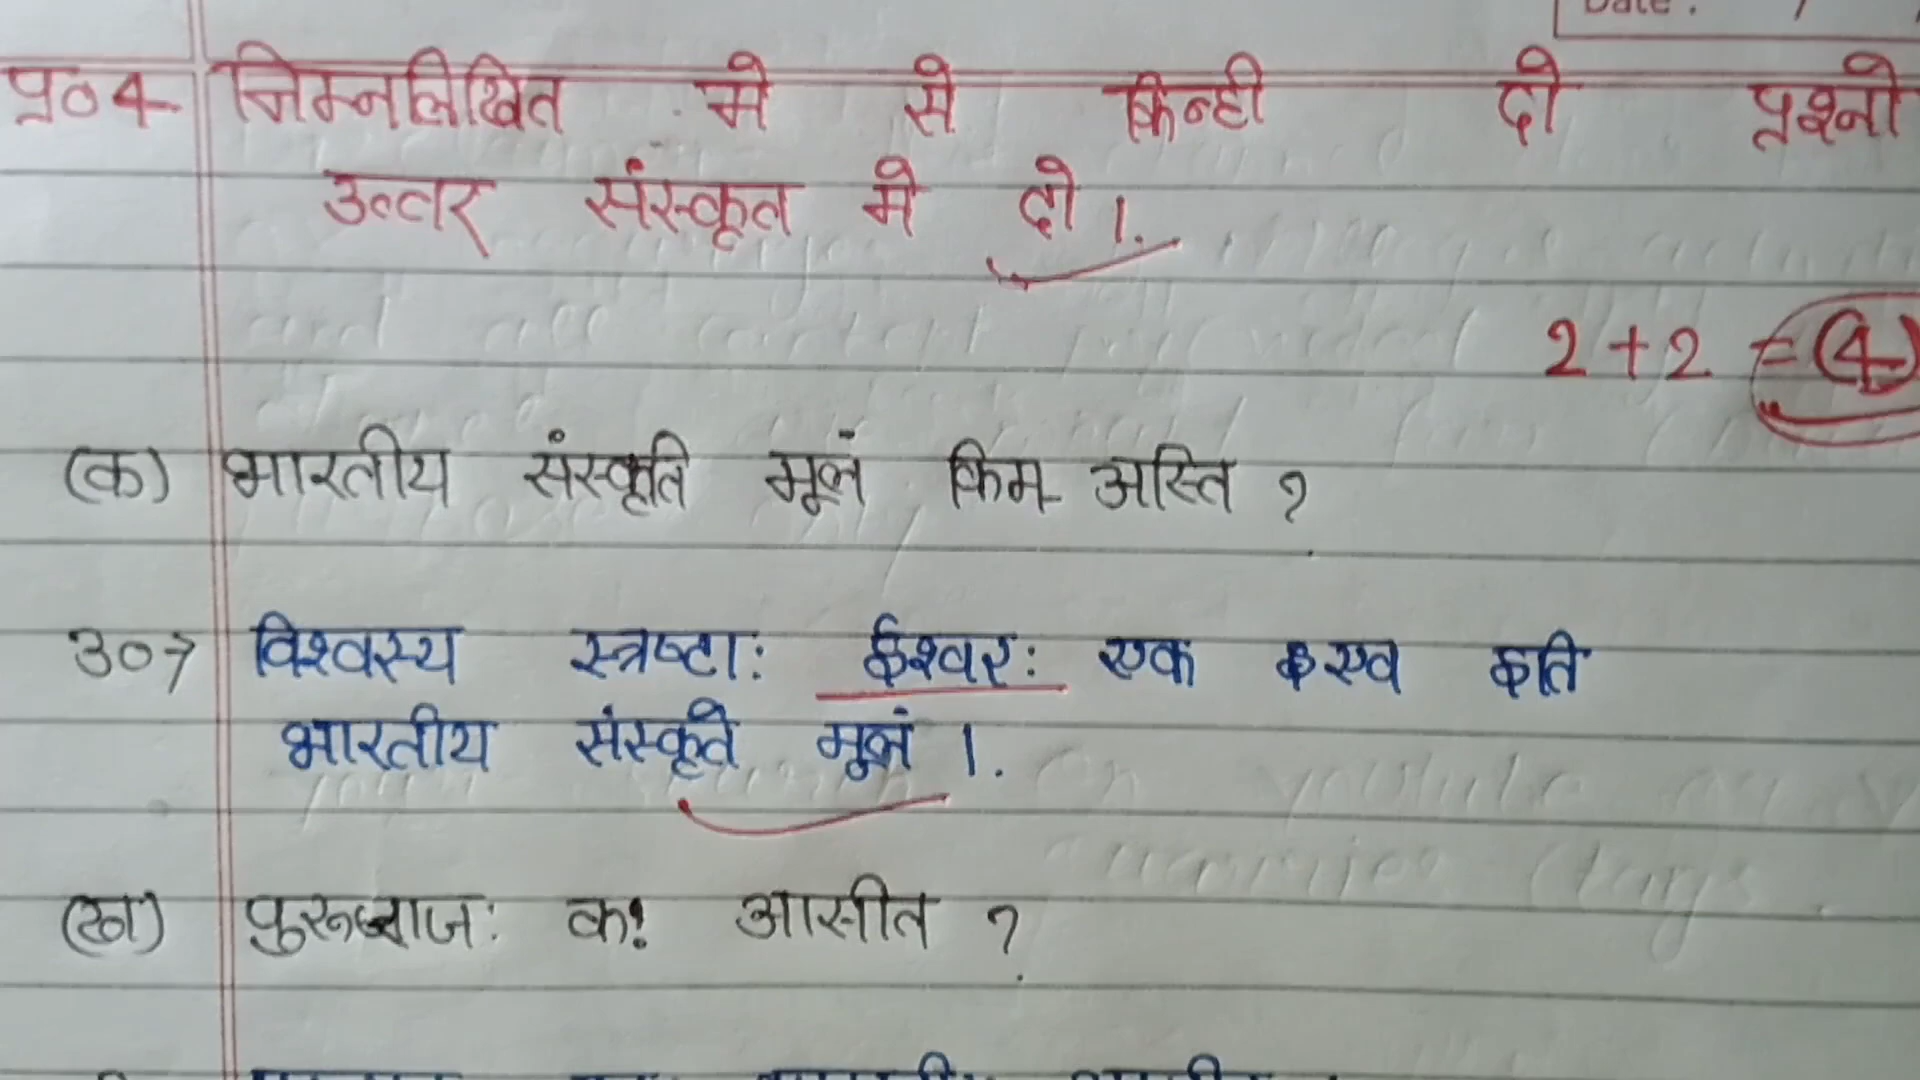 Date : /
प्र०4 निम्नलिखित मे से किन्ही दो प्रश्नो
उत्तर संस्कृत मे दो।
2 + 2 = (4)
(क) भारतीय संस्कृति मूलं किम अस्ति ?
उ०→ विश्वस्य स्त्रष्टाः ईश्वरः एक एव इति
भारतीय संस्कृते मूलं ।
(ख) पुरुराजः कः आसीत ?